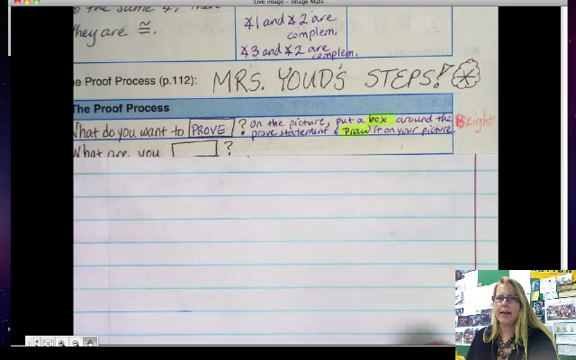 Live image - Image Mate
the same ∡, then
they are ≅.
∡1 and ∡2 are
complem.
∡3 and ∡2 are
complem.
e Proof Process (p.112): MRS. YOUD'S STEPS!
The Proof Process
What do you want to PROVE ? On the picture, put a box around the
prove statement & Draw it on your picture. Bright
What are you ?